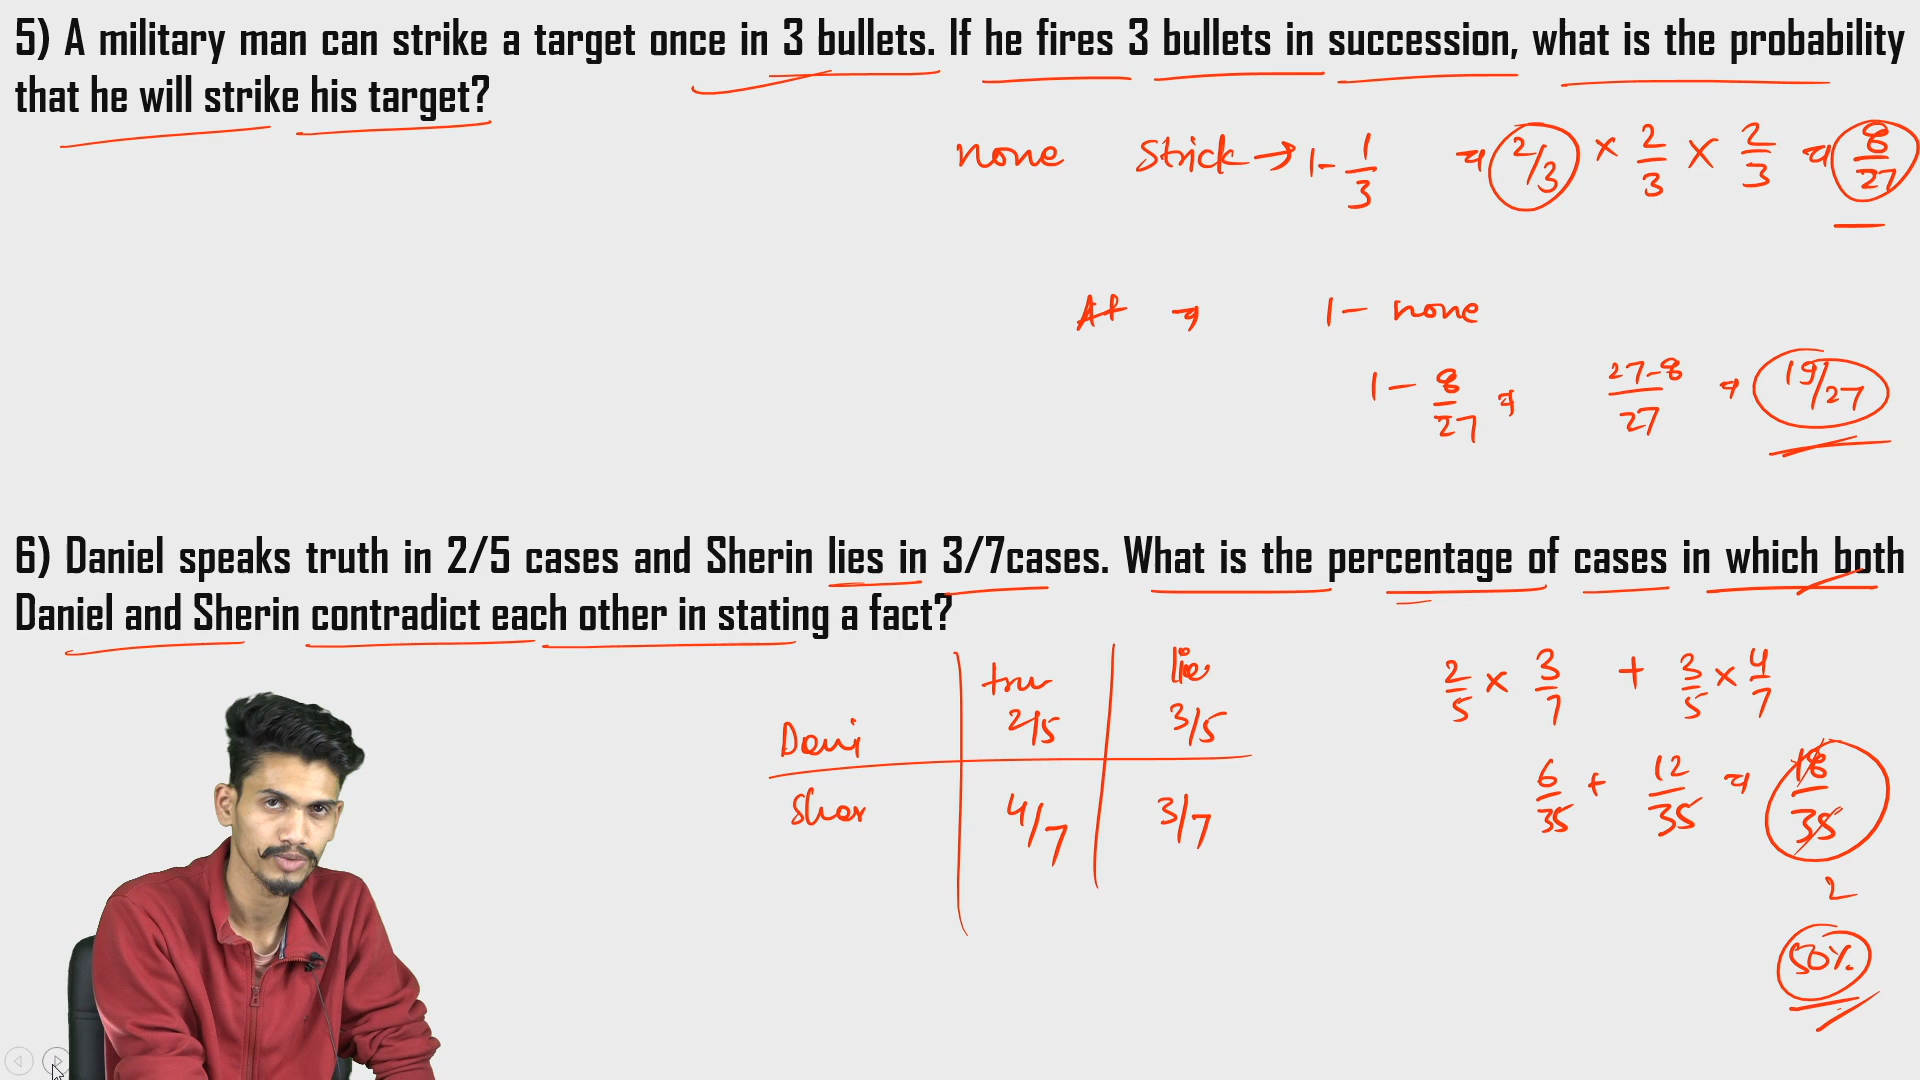 5) A military man can strike a target once in 3 bullets. If he fires 3 bullets in succession, what is the probability
that he will strike his target?
none strick → 1 - 1/3 ⇒ 2/3 × 2/3 × 2/3 ⇒ 8/27
At ⇒ 1 - none
1 - 8/27 ⇒ 27-8/27 ⇒ 19/27
6) Daniel speaks truth in 2/5 cases and Sherin lies in 3/7cases. What is the percentage of cases in which both
Daniel and Sherin contradict each other in stating a fact?
tru lie
Dani 2/5 3/5
Sher 4/7 3/7
2/5 × 3/7 + 3/5 × 4/7
6/35 + 12/35 ⇒ 18/35
2
50%